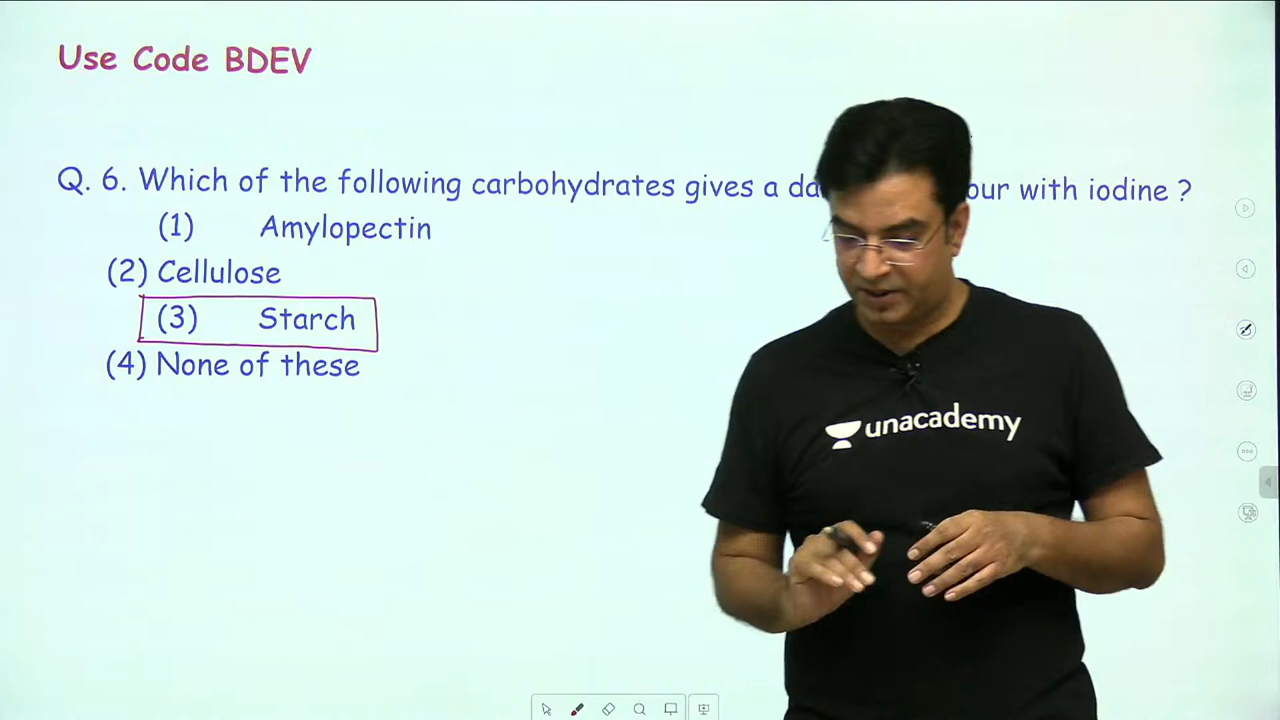 Use Code BDEV
Q. 6. Which of the following carbohydrates gives a da our with iodine ?
(1) Amylopectin
(2) Cellulose
(3) Starch
(4) None of these
unacademy